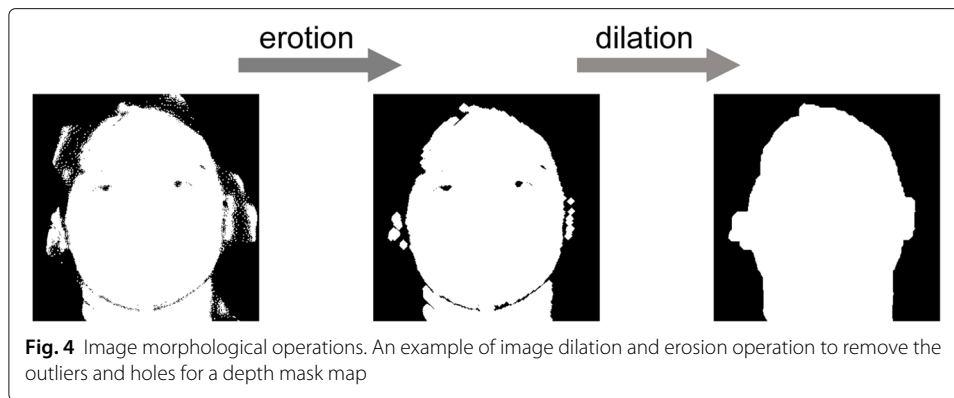 erotion
dilation
Fig. 4 Image morphological operations. An example of image dilation and erosion operation to remove the
outliers and holes for a depth mask map